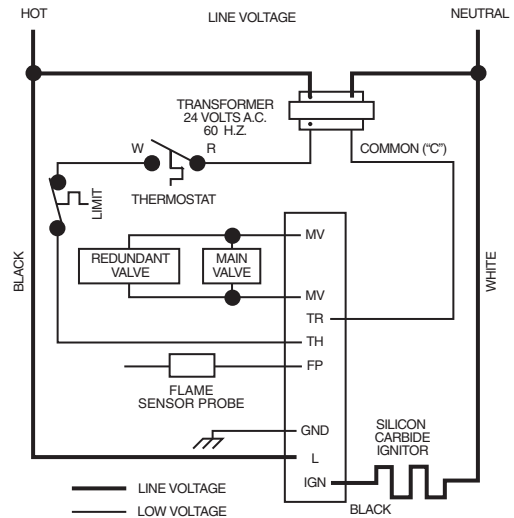 HOT
LINE VOLTAGE
NEUTRAL
TRANSFORMER
24 VOLTS A.C.
60 H.Z.
W
R
COMMON ("C")
THERMOSTAT
LIMIT
MV
REDUNDANT
VALVE
MAIN
VALVE
BLACK
WHITE
MV
TR
TH
FP
FLAME
SENSOR PROBE
GND
SILICON
CARBIDE
IGNITOR
L
IGN
LINE VOLTAGE
BLACK
LOW VOLTAGE